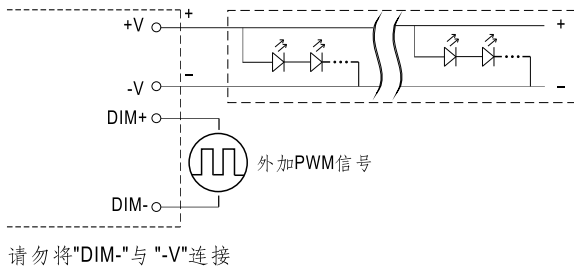 +V
+
+
-V
−
−
DIM+
外加PWM信号
DIM-
请勿将"DIM-"与 "-V"连接